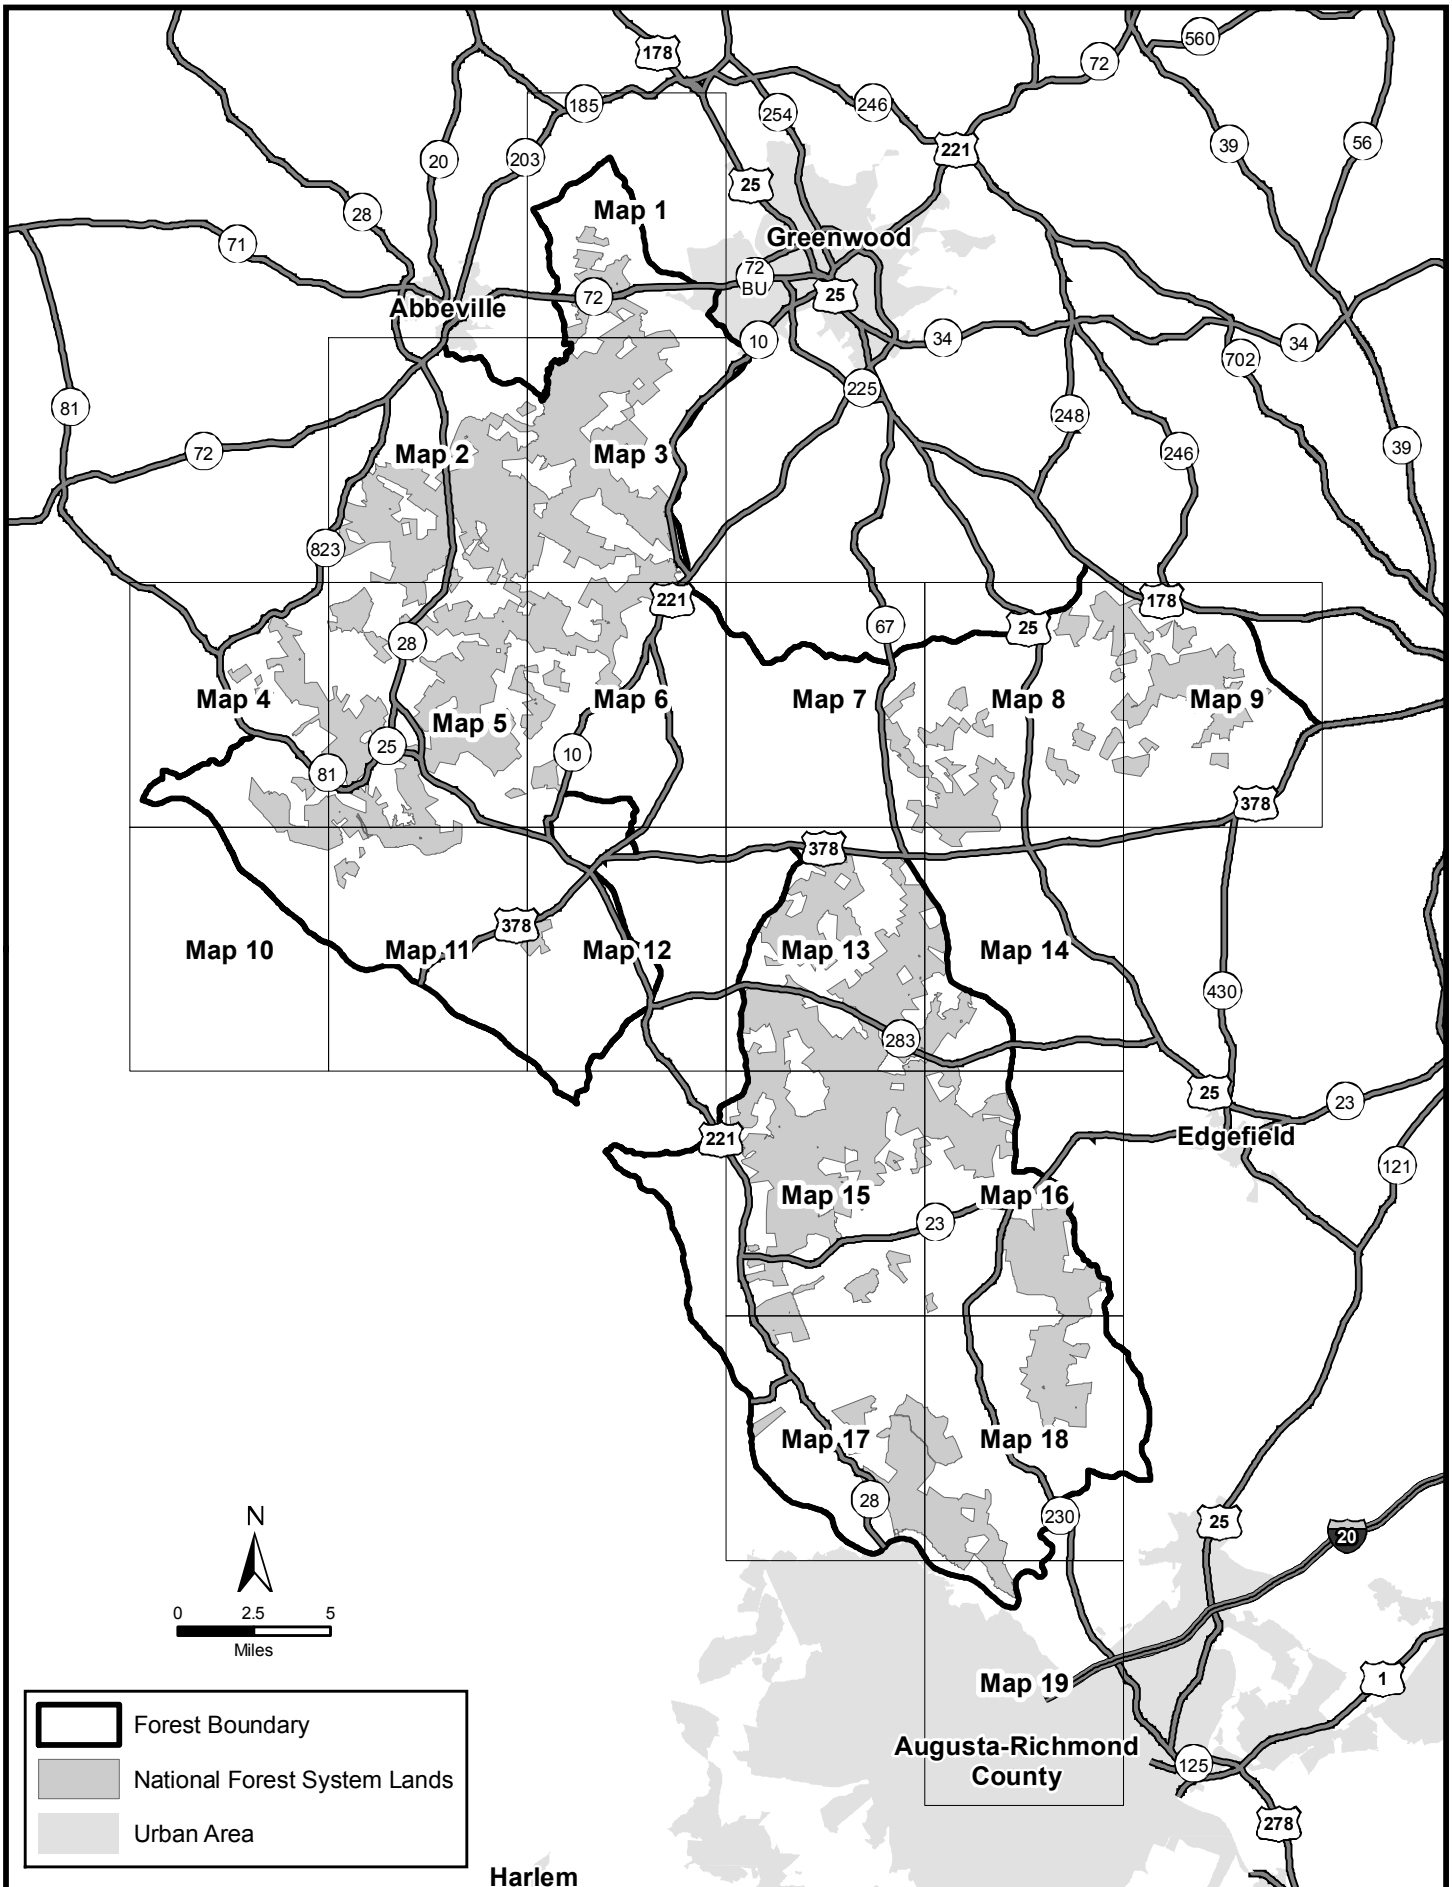 560
178
72
185
254
246
39
56
221
20
203
25
28
Map 1
71
Greenwood
72
BU
72
25
Abbeville
10
34
34
702
225
81
248
39
72
Map 2
Map 3
246
823
221
178
67
25
28
Map 4
Map 5
Map 6
Map 7
Map 8
Map 9
25
10
81
378
378
378
Map 10
Map 11
Map 12
Map 13
Map 14
430
283
25
23
221
Edgefield
121
Map 15
Map 16
23
Map 17
Map 18
28
230
25
20
N
0 2.5 5
Miles
Map 19
1
Augusta-Richmond
County
125
278
Forest Boundary
National Forest System Lands
Urban Area
Harlem